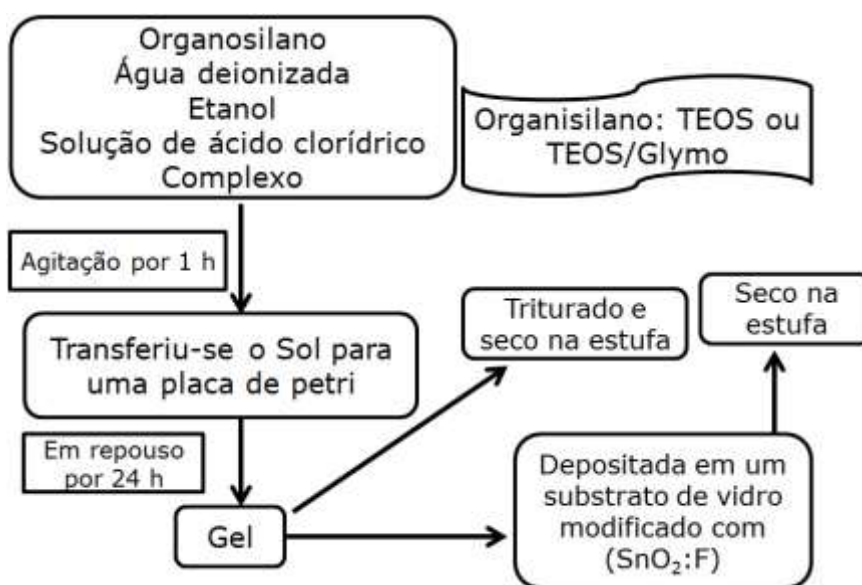 Organosilano
Água deionizada
Etanol
Solução de ácido clorídrico
Complexo
Organisilano: TEOS ou
TEOS/Glymo
Agitação por 1 h
Transferiu-se o Sol para
uma placa de petri
Triturado e
seco na estufa
Seco na
estufa
Em repouso
por 24 h
Gel
Depositada em um
substrato de vidro
modificado com
(SnO₂:F)